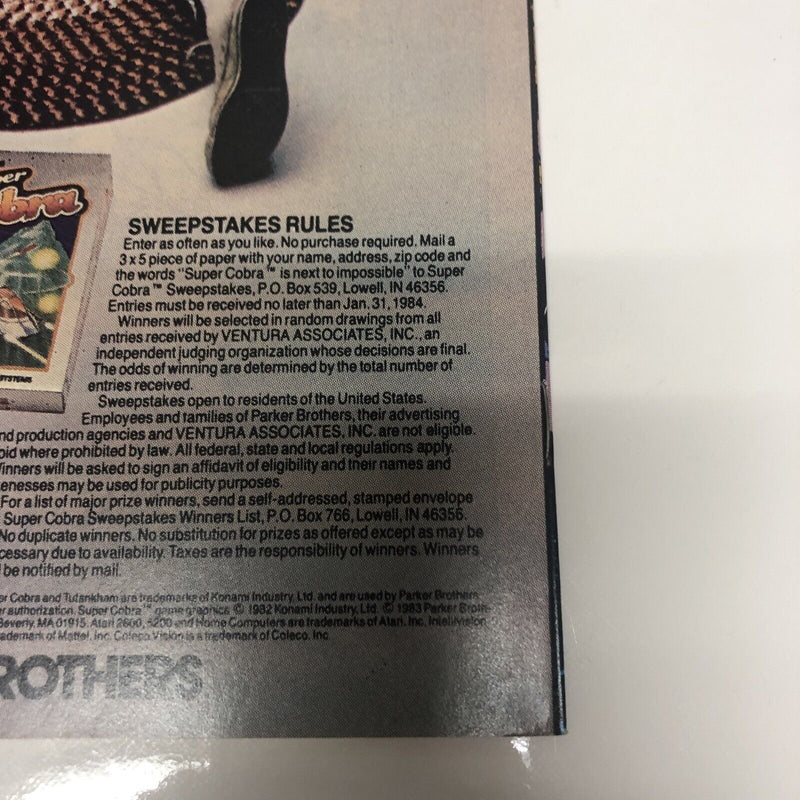 per
bra
SYSTEMS
SWEEPSTAKES RULES
Enter as often as you like. No purchase required. Mail a
3 x 5 piece of paper with your name, address, zip code and
the words "Super Cobra™ is next to impossible" to Super
Cobra™ Sweepstakes, P.O. Box 539, Lowell, IN 46356.
Entries must be received no later than Jan. 31, 1984.
Winners will be selected in random drawings from all
entries received by VENTURA ASSOCIATES, INC., an
independent judging organization whose decisions are final.
The odds of winning are determined by the total number of
entries received.
Sweepstakes open to residents of the United States.
Employees and families of Parker Brothers, their advertising
nd production agencies and VENTURA ASSOCIATES, INC. are not eligible.
oid where prohibited by law. All federal, state and local regulations apply.
Winners will be asked to sign an affidavit of eligibility and their names and
enesses may be used for publicity purposes.
For a list of major prize winners, send a self-addressed, stamped envelope
Super Cobra Sweepstakes Winners List, P.O. Box 766, Lowell, IN 46356.
No duplicate winners. No substitution for prizes as offered except as may be
cessary due to availability. Taxes are the responsibility of winners. Winners
be notified by mail.
er Cobra and Tutankham are trademarks of Konami Industry, Ltd. and are used by Parker Brothers
er authorization. Super Cobra™ game graphics © 1982 Konami Industry, Ltd. © 1983 Parker Broth-
Beverly, MA 01915. Atari 2600, 5200 and Home Computers are trademarks of Atari, Inc. Intellivision
ademark of Mattel, Inc. Coleco Vision is a trademark of Coleco, Inc.
ROTHERS